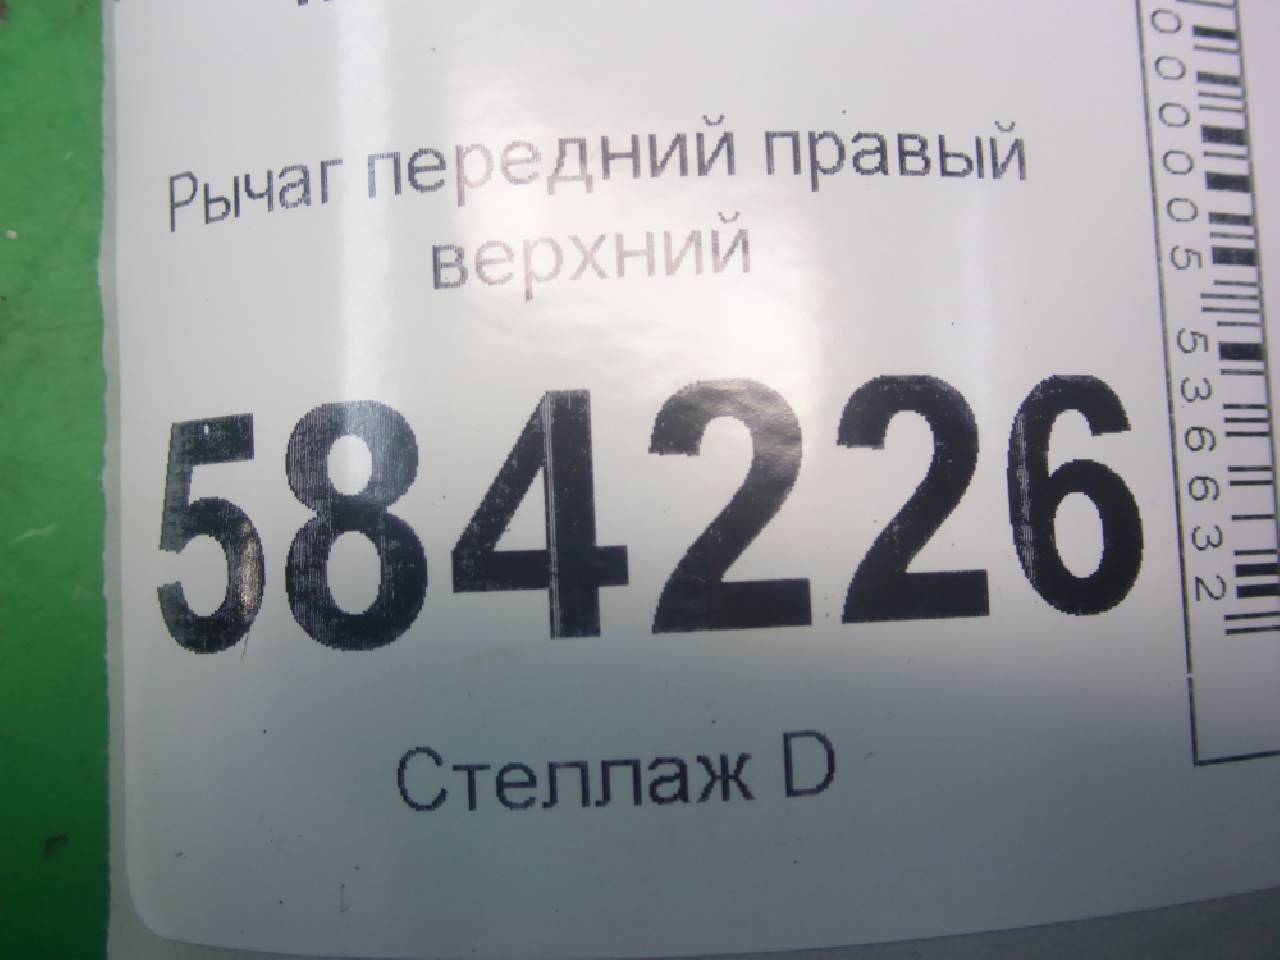 Рычаг передний правый
верхний
584226
Стеллаж D
000005 536632